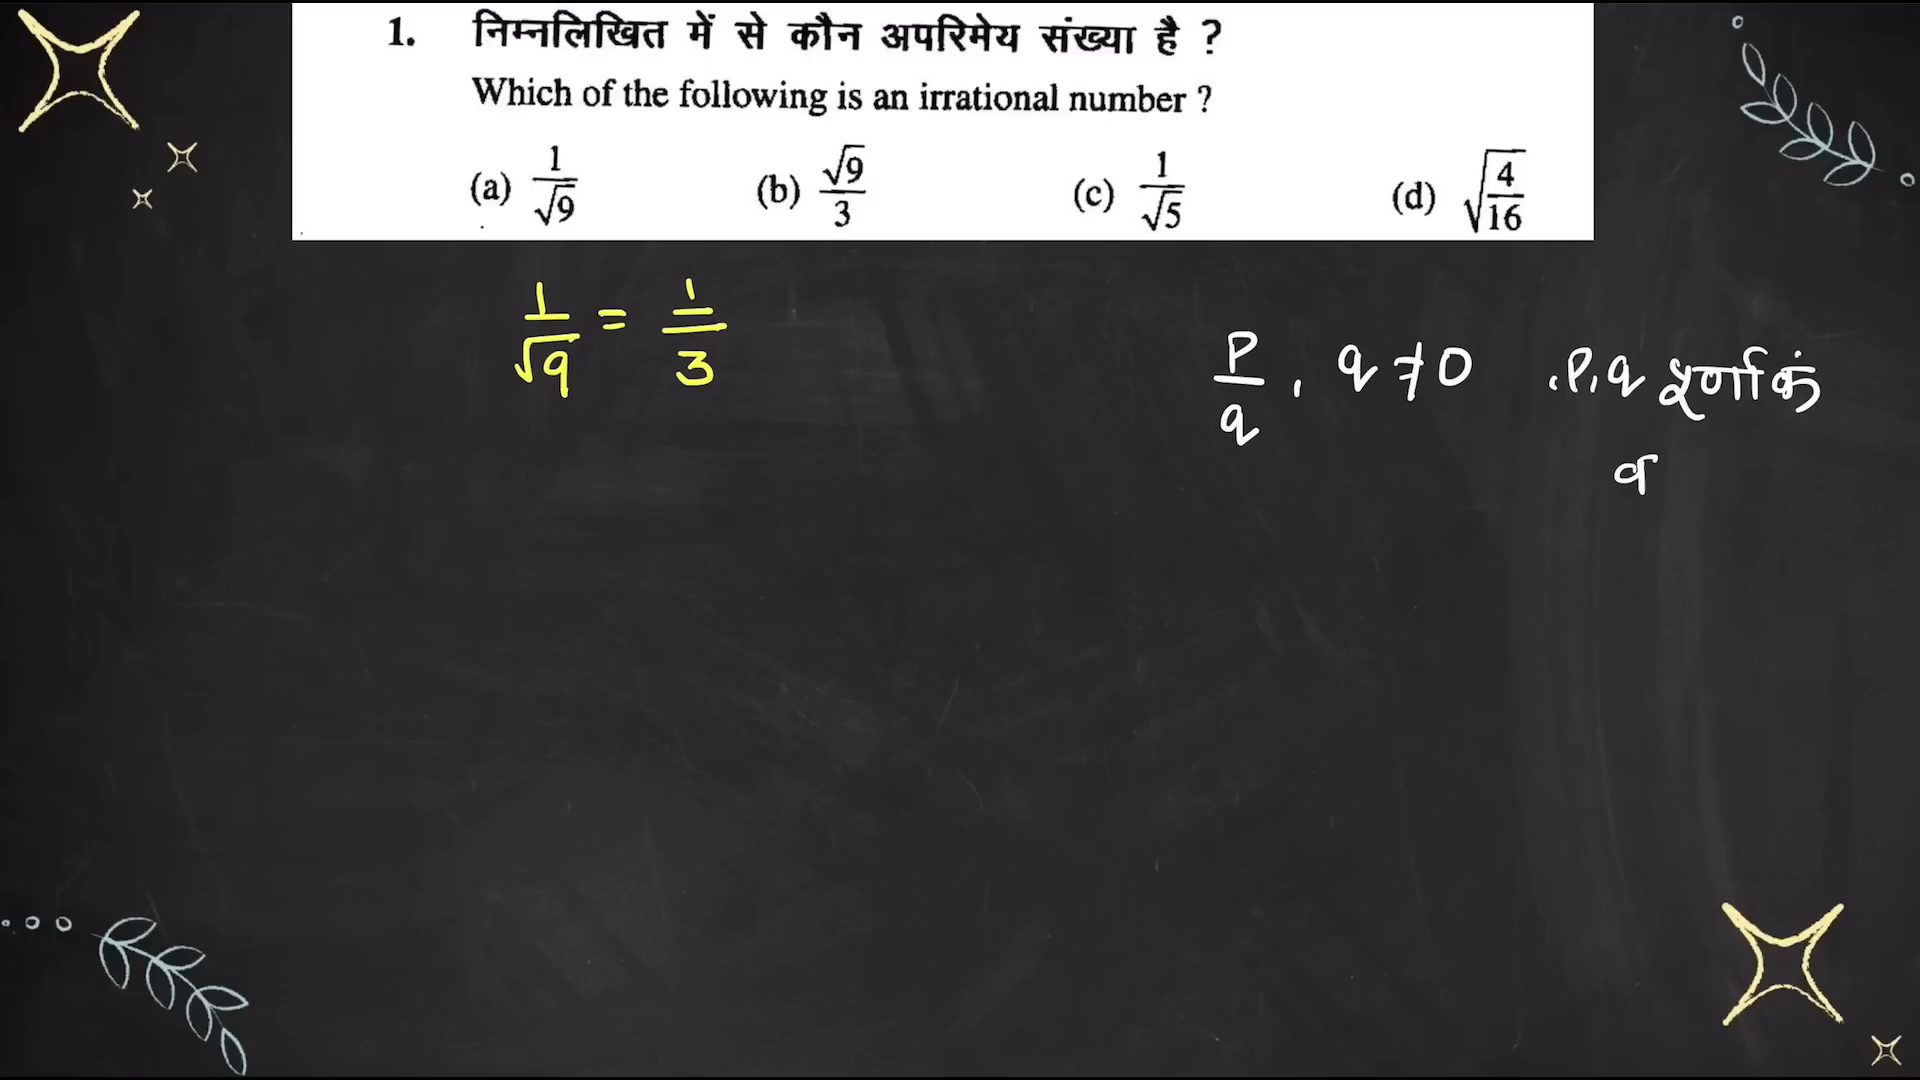 1. निम्नलिखित में से कौन अपरिमेय संख्या है ?
Which of the following is an irrational number ?
(a) 1/√9 (b) √9/3 (c) 1/√5 (d) √(4/16)
1/√9 = 1/3
P/q , q ≠ 0 . P, q पूर्णांक
व